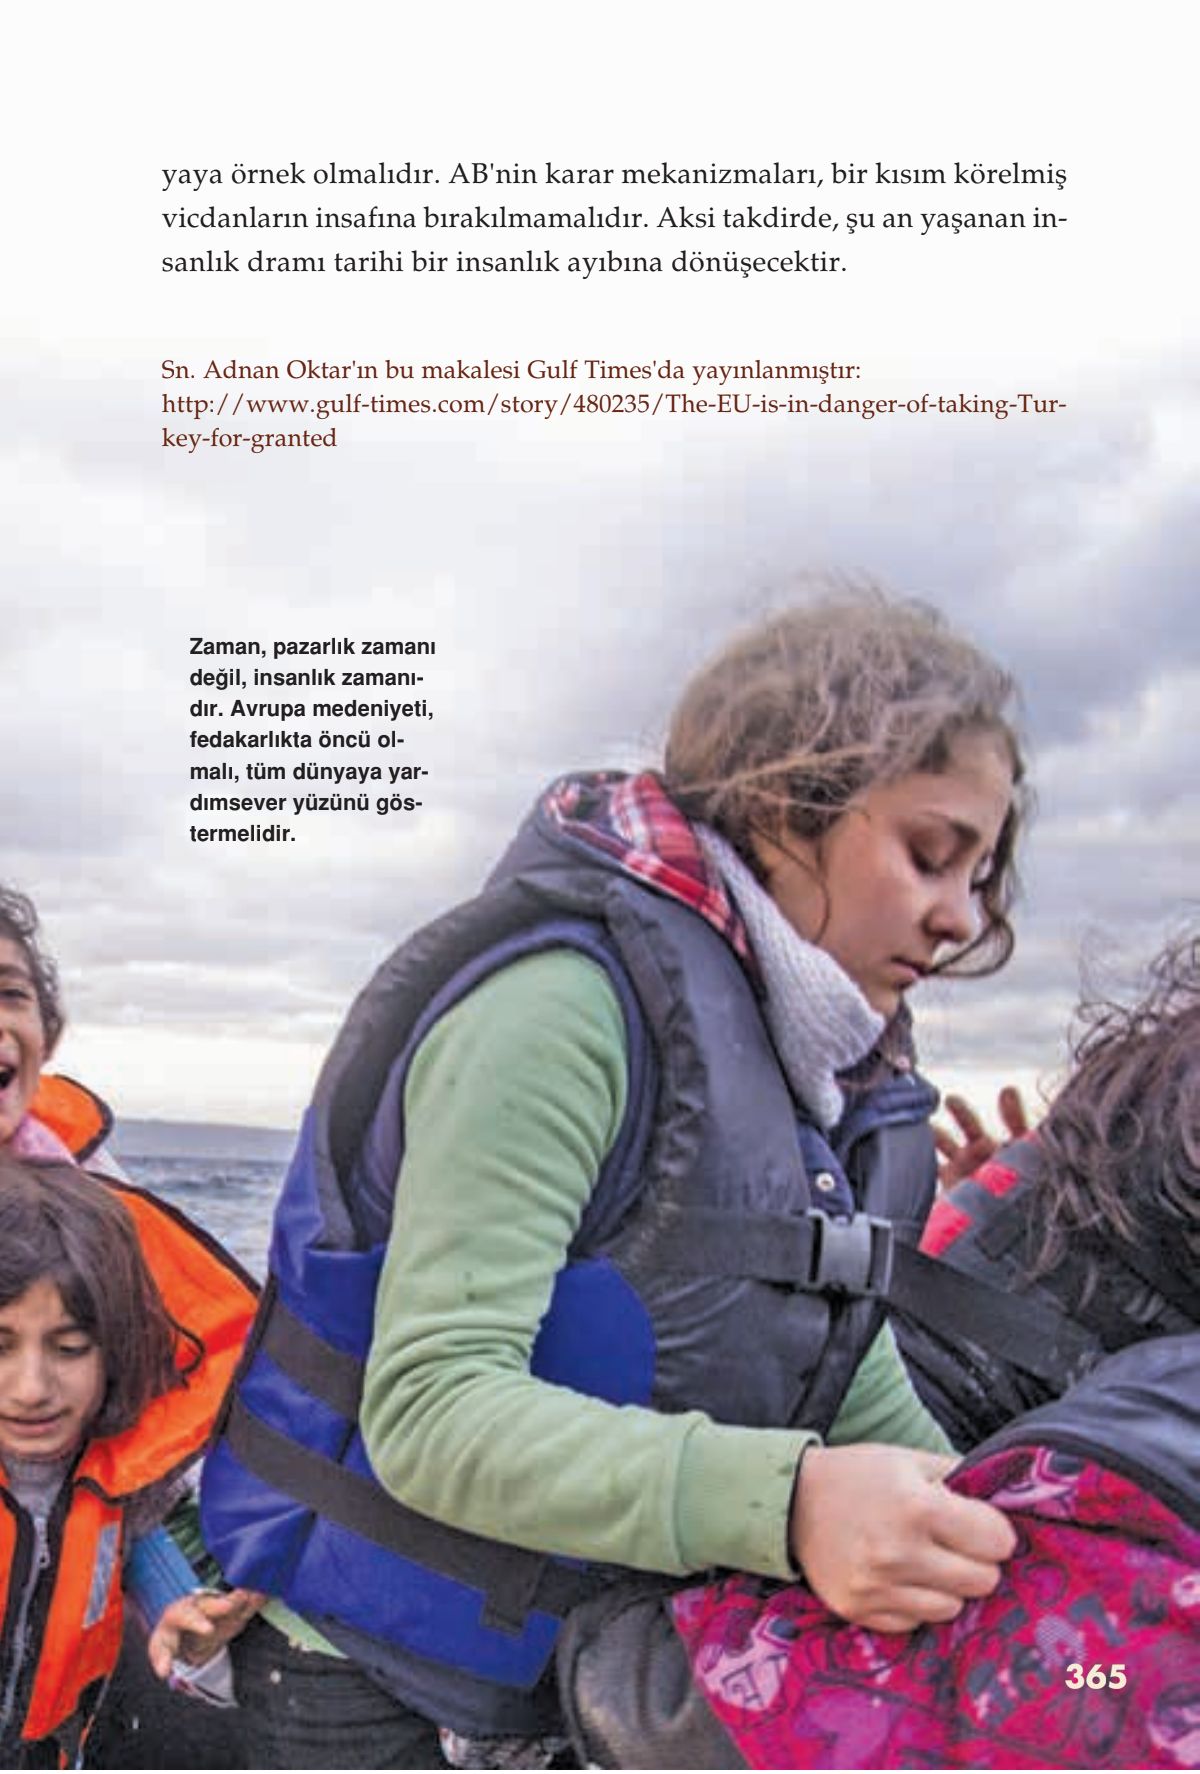 yaya örnek olmalıdır. AB'nin karar mekanizmaları, bir kısım körelmiş
vicdanların insafına bırakılmamalıdır. Aksi takdirde, şu an yaşanan in-
sanlık dramı tarihi bir insanlık ayıbına dönüşecektir.
Sn. Adnan Oktar'ın bu makalesi Gulf Times'da yayınlanmıştır:
http://www.gulf-times.com/story/480235/The-EU-is-in-danger-of-taking-Tur-
key-for-granted
Zaman, pazarlık zamanı
değil, insanlık zamanı-
dır. Avrupa medeniyeti,
fedakarlıkta öncü ol-
malı, tüm dünyaya yar-
dımsever yüzünü gös-
termelidir.
365